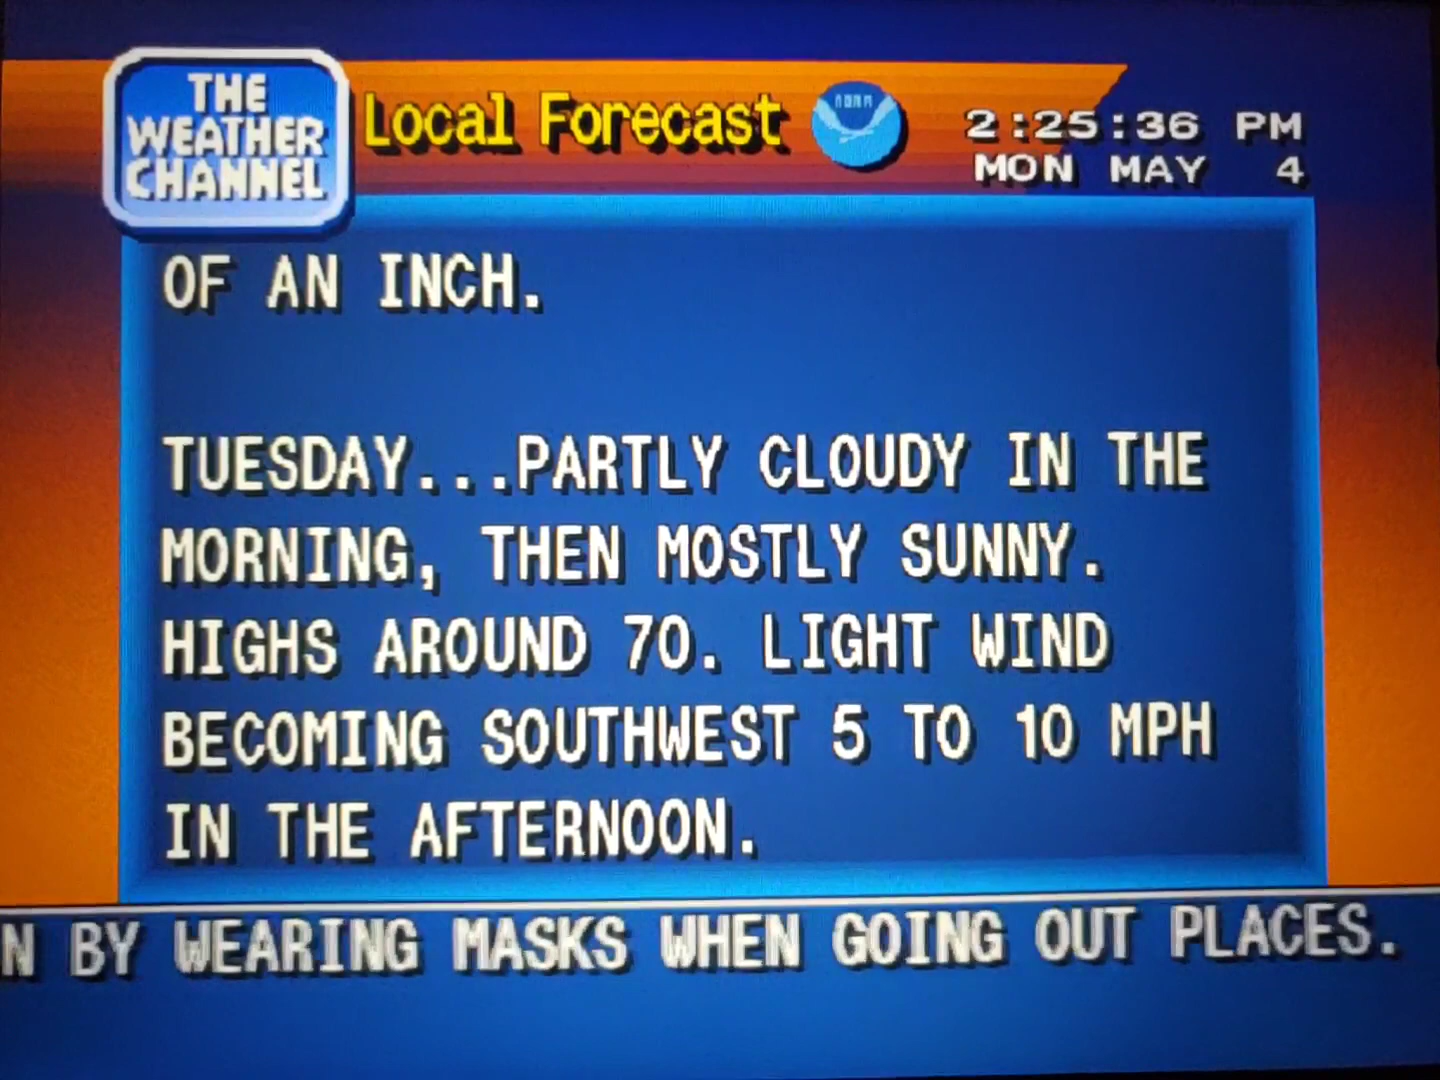 THE
WEATHER
CHANNEL
Local Forecast
NOAA
2:25:36 PM
MON MAY 4
OF AN INCH.
TUESDAY...PARTLY CLOUDY IN THE
MORNING, THEN MOSTLY SUNNY.
HIGHS AROUND 70. LIGHT WIND
BECOMING SOUTHWEST 5 TO 10 MPH
IN THE AFTERNOON.
N BY WEARING MASKS WHEN GOING OUT PLACES.